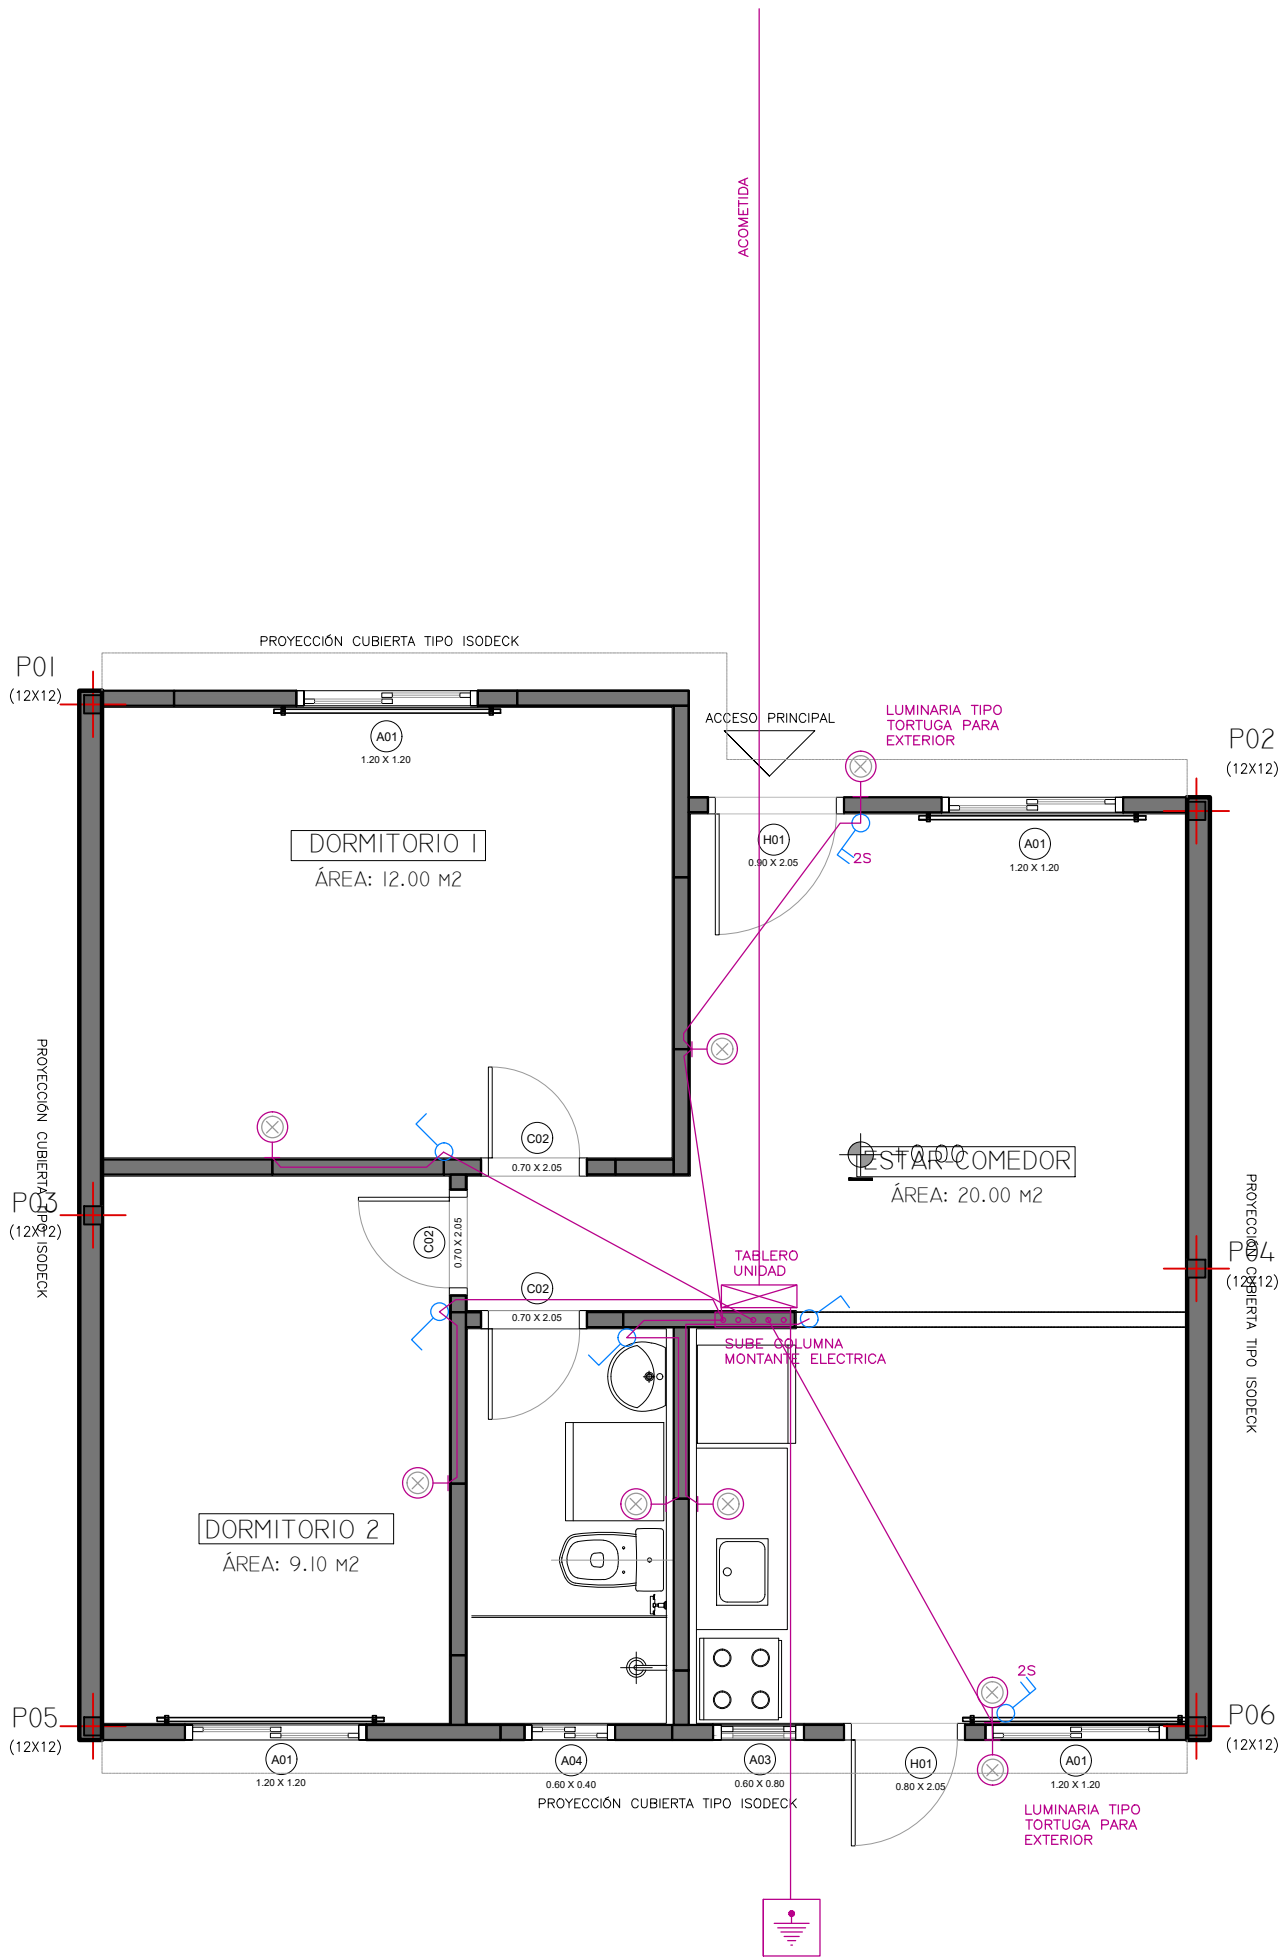 ACOMETIDA
PROYECCIÓN CUBIERTA TIPO ISODECK
P01
(12X12)
A01
1.20 X 1.20
ACCESO PRINCIPAL
LUMINARIA TIPO
TORTUGA PARA
EXTERIOR
P02
(12X12)
DORMITORIO 1
ÁREA: 12.00 M2
H01
0.90 X 2.05
2S
A01
1.20 X 1.20
PROYECCIÓN CUBIERTA TIPO ISODECK
P03
(12X12)
C02
0.70 X 2.05
C02
0.70 X 2.05
C02
0.70 X 2.05
+0.00
ESTAR-COMEDOR
ÁREA: 20.00 M2
TABLERO
UNIDAD
SUBE COLUMNA
MONTANTE ELECTRICA
P04
(12X12)
PROYECCIÓN CUBIERTA TIPO ISODECK
DORMITORIO 2
ÁREA: 9.10 M2
2S
P05
(12X12)
A01
1.20 X 1.20
A04
0.60 X 0.40
A03
0.60 X 0.80
H01
0.80 X 2.05
A01
1.20 X 1.20
P06
(12X12)
PROYECCIÓN CUBIERTA TIPO ISODECK
LUMINARIA TIPO
TORTUGA PARA
EXTERIOR